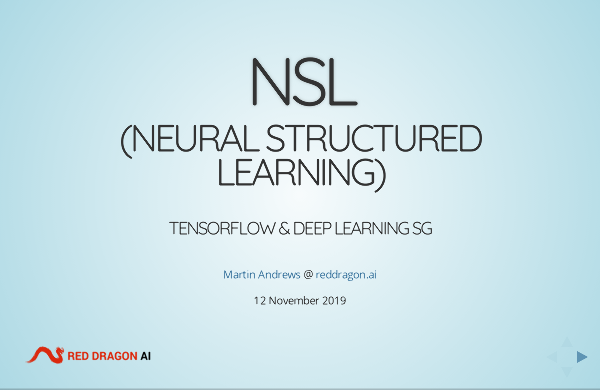 NSL
(NEURAL STRUCTURED
LEARNING)
TENSORFLOW & DEEP LEARNING SG
Martin Andrews @ reddragon.ai
12 November 2019
RED DRAGON AI